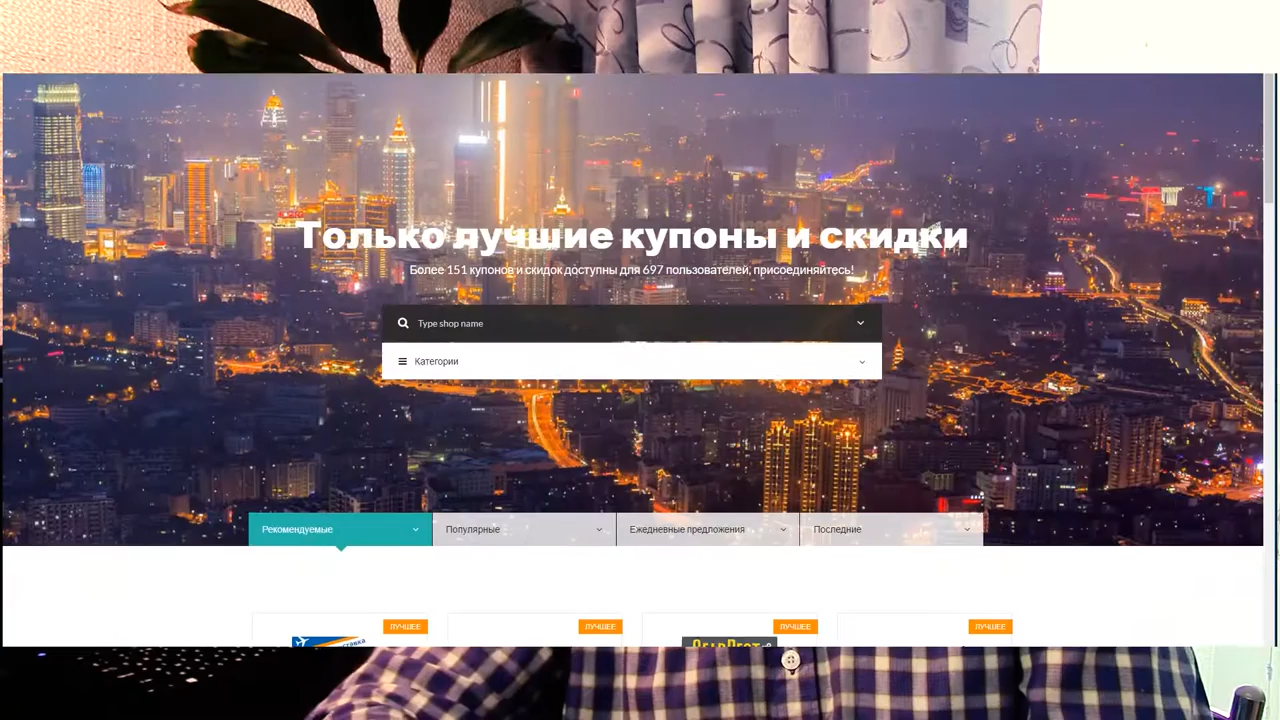 Только лучшие купоны и скидки
Более 151 купонов и скидок доступны для 697 пользователей, присоединяйтесь!
Type shop name
Категории
Рекомендуемые
Популярные
Ежедневные предложения
Последние
ЛУЧШЕЕ
ЛУЧШЕЕ
ЛУЧШЕЕ
ЛУЧШЕЕ